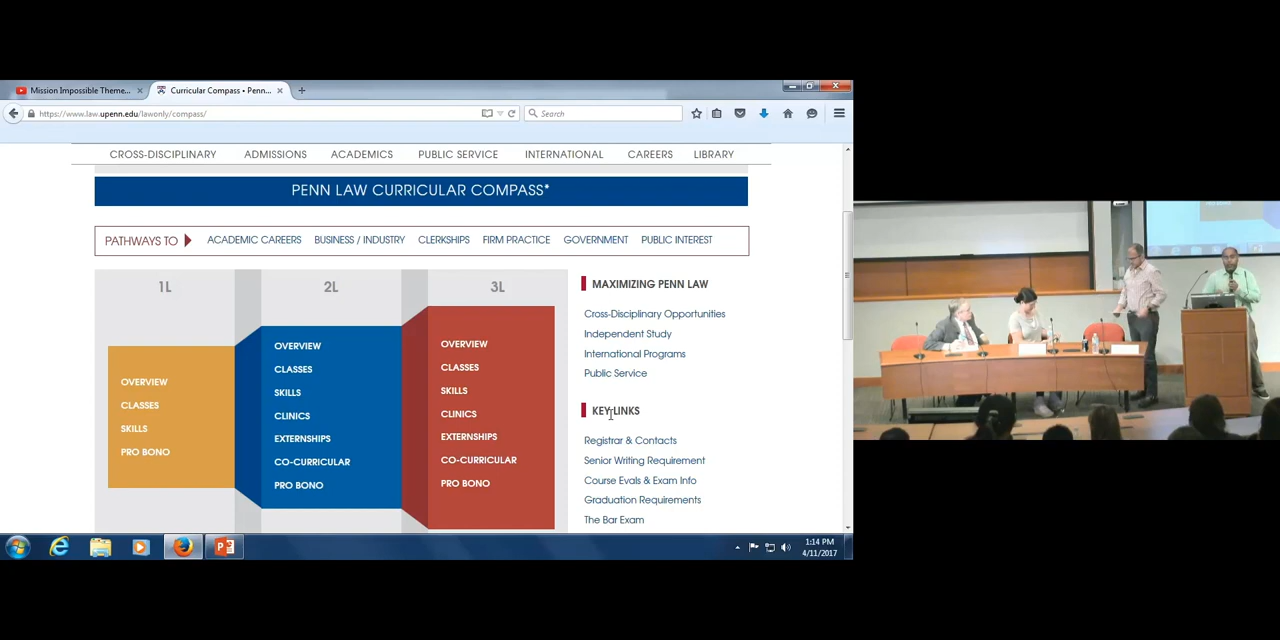 Mission Impossible Theme...
Curricular Compass • Penn...
https://www.law.upenn.edu/lawonly/compass/
Search
CROSS-DISCIPLINARY ADMISSIONS ACADEMICS PUBLIC SERVICE INTERNATIONAL CAREERS LIBRARY
PENN LAW CURRICULAR COMPASS*
PATHWAYS TO ACADEMIC CAREERS BUSINESS / INDUSTRY CLERKSHIPS FIRM PRACTICE GOVERNMENT PUBLIC INTEREST
1L
OVERVIEW
CLASSES
SKILLS
PRO BONO
2L
OVERVIEW
CLASSES
SKILLS
CLINICS
EXTERNSHIPS
CO-CURRICULAR
PRO BONO
3L
OVERVIEW
CLASSES
SKILLS
CLINICS
EXTERNSHIPS
CO-CURRICULAR
PRO BONO
MAXIMIZING PENN LAW
Cross-Disciplinary Opportunities
Independent Study
International Programs
Public Service
KEY LINKS
Registrar & Contacts
Senior Writing Requirement
Course Evals & Exam Info
Graduation Requirements
The Bar Exam
1:14 PM
4/11/2017